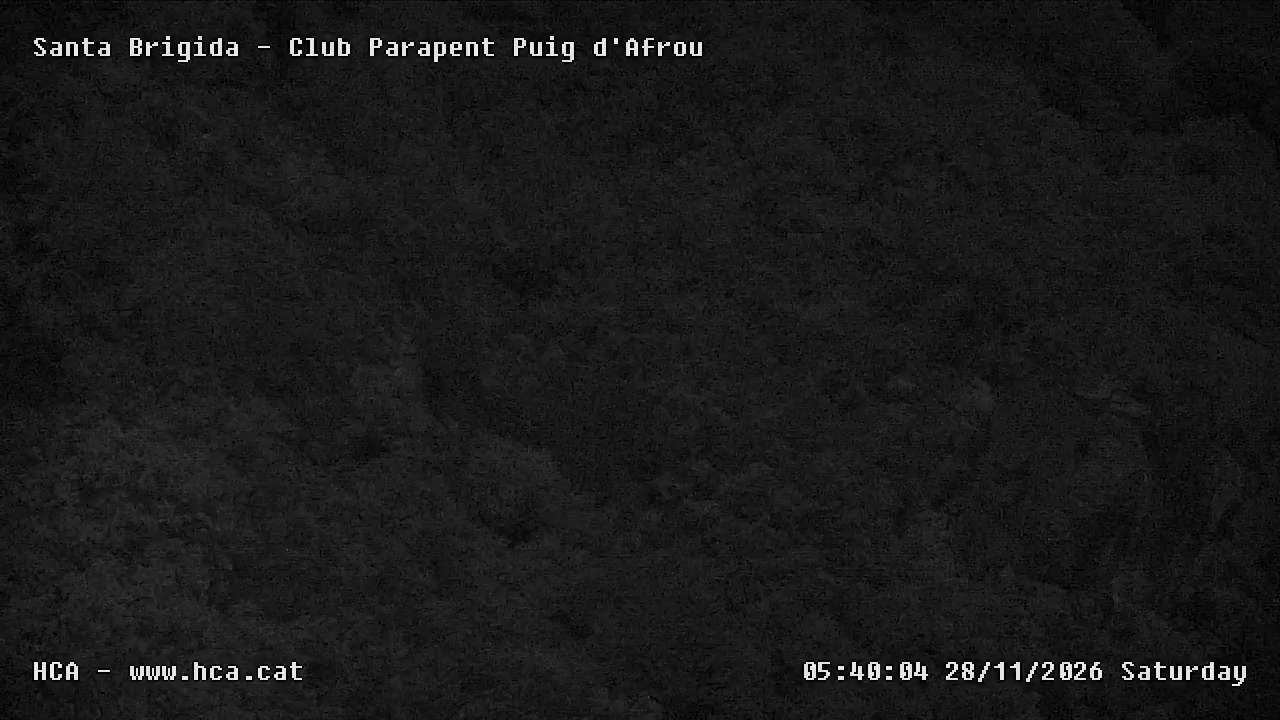 Santa Brigida - Club Parapent Puig d'Afrou
HCA - www.hca.cat
05:40:04 28/11/2026 Saturday